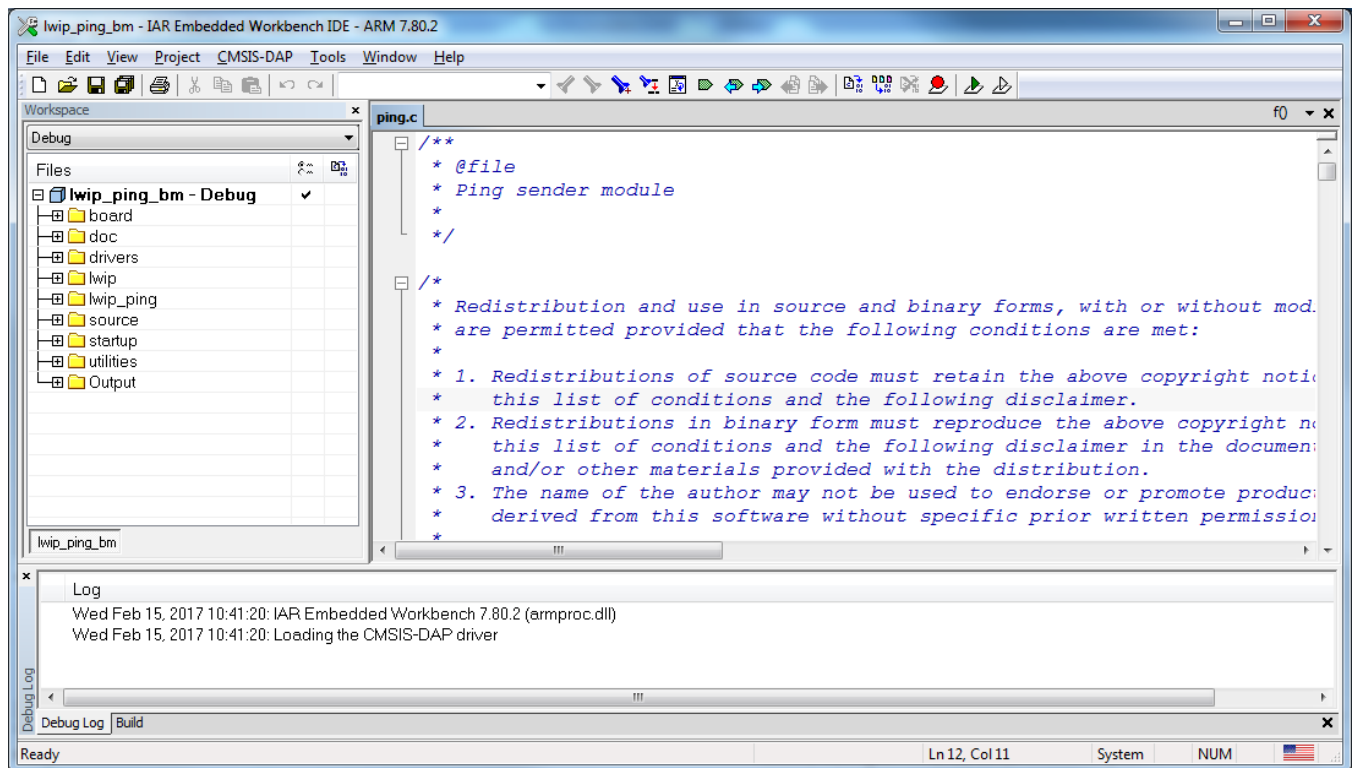 lwip_ping_bm - IAR Embedded Workbench IDE - ARM 7.80.2
File Edit View Project CMSIS-DAP Tools Window Help
Workspace
Debug
Files
lwip_ping_bm - Debug
board
doc
drivers
lwip
lwip_ping
source
startup
utilities
Output
lwip_ping_bm
ping.c
f()
/**
* @file
* Ping sender module
*
*/
/*
* Redistribution and use in source and binary forms, with or without
* are permitted provided that the following conditions are met:
*
* 1. Redistributions of source code must retain the above copyright
* this list of conditions and the following disclaimer.
* 2. Redistributions in binary form must reproduce the above copyright
* this list of conditions and the following disclaimer in the
* and/or other materials provided with the distribution.
* 3. The name of the author may not be used to endorse or promote
* derived from this software without specific prior written
*
Log
Wed Feb 15, 2017 10:41:20: IAR Embedded Workbench 7.80.2 (armproc.dll)
Wed Feb 15, 2017 10:41:20: Loading the CMSIS-DAP driver
Debug Log
Debug Log Build
Ready
Ln 12, Col 11
System
NUM